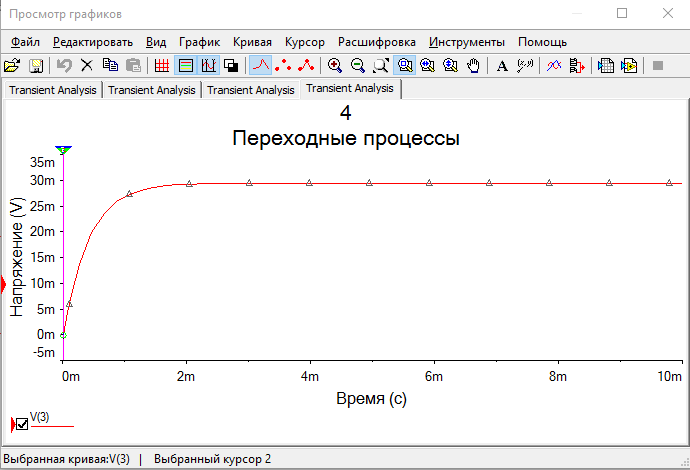 Просмотр графиков
Файл Редактировать Вид График Кривая Курсор Расшифровка Инструменты Помощь
Transient Analysis Transient Analysis Transient Analysis Transient Analysis
4
Переходные процессы
Напряжение (V)
35m
30m
25m
20m
15m
10m
5m
0m
-5m
0m 2m 4m 6m 8m 10m
Время (с)
V(3)
Выбранная кривая:V(3) | Выбранный курсор 2